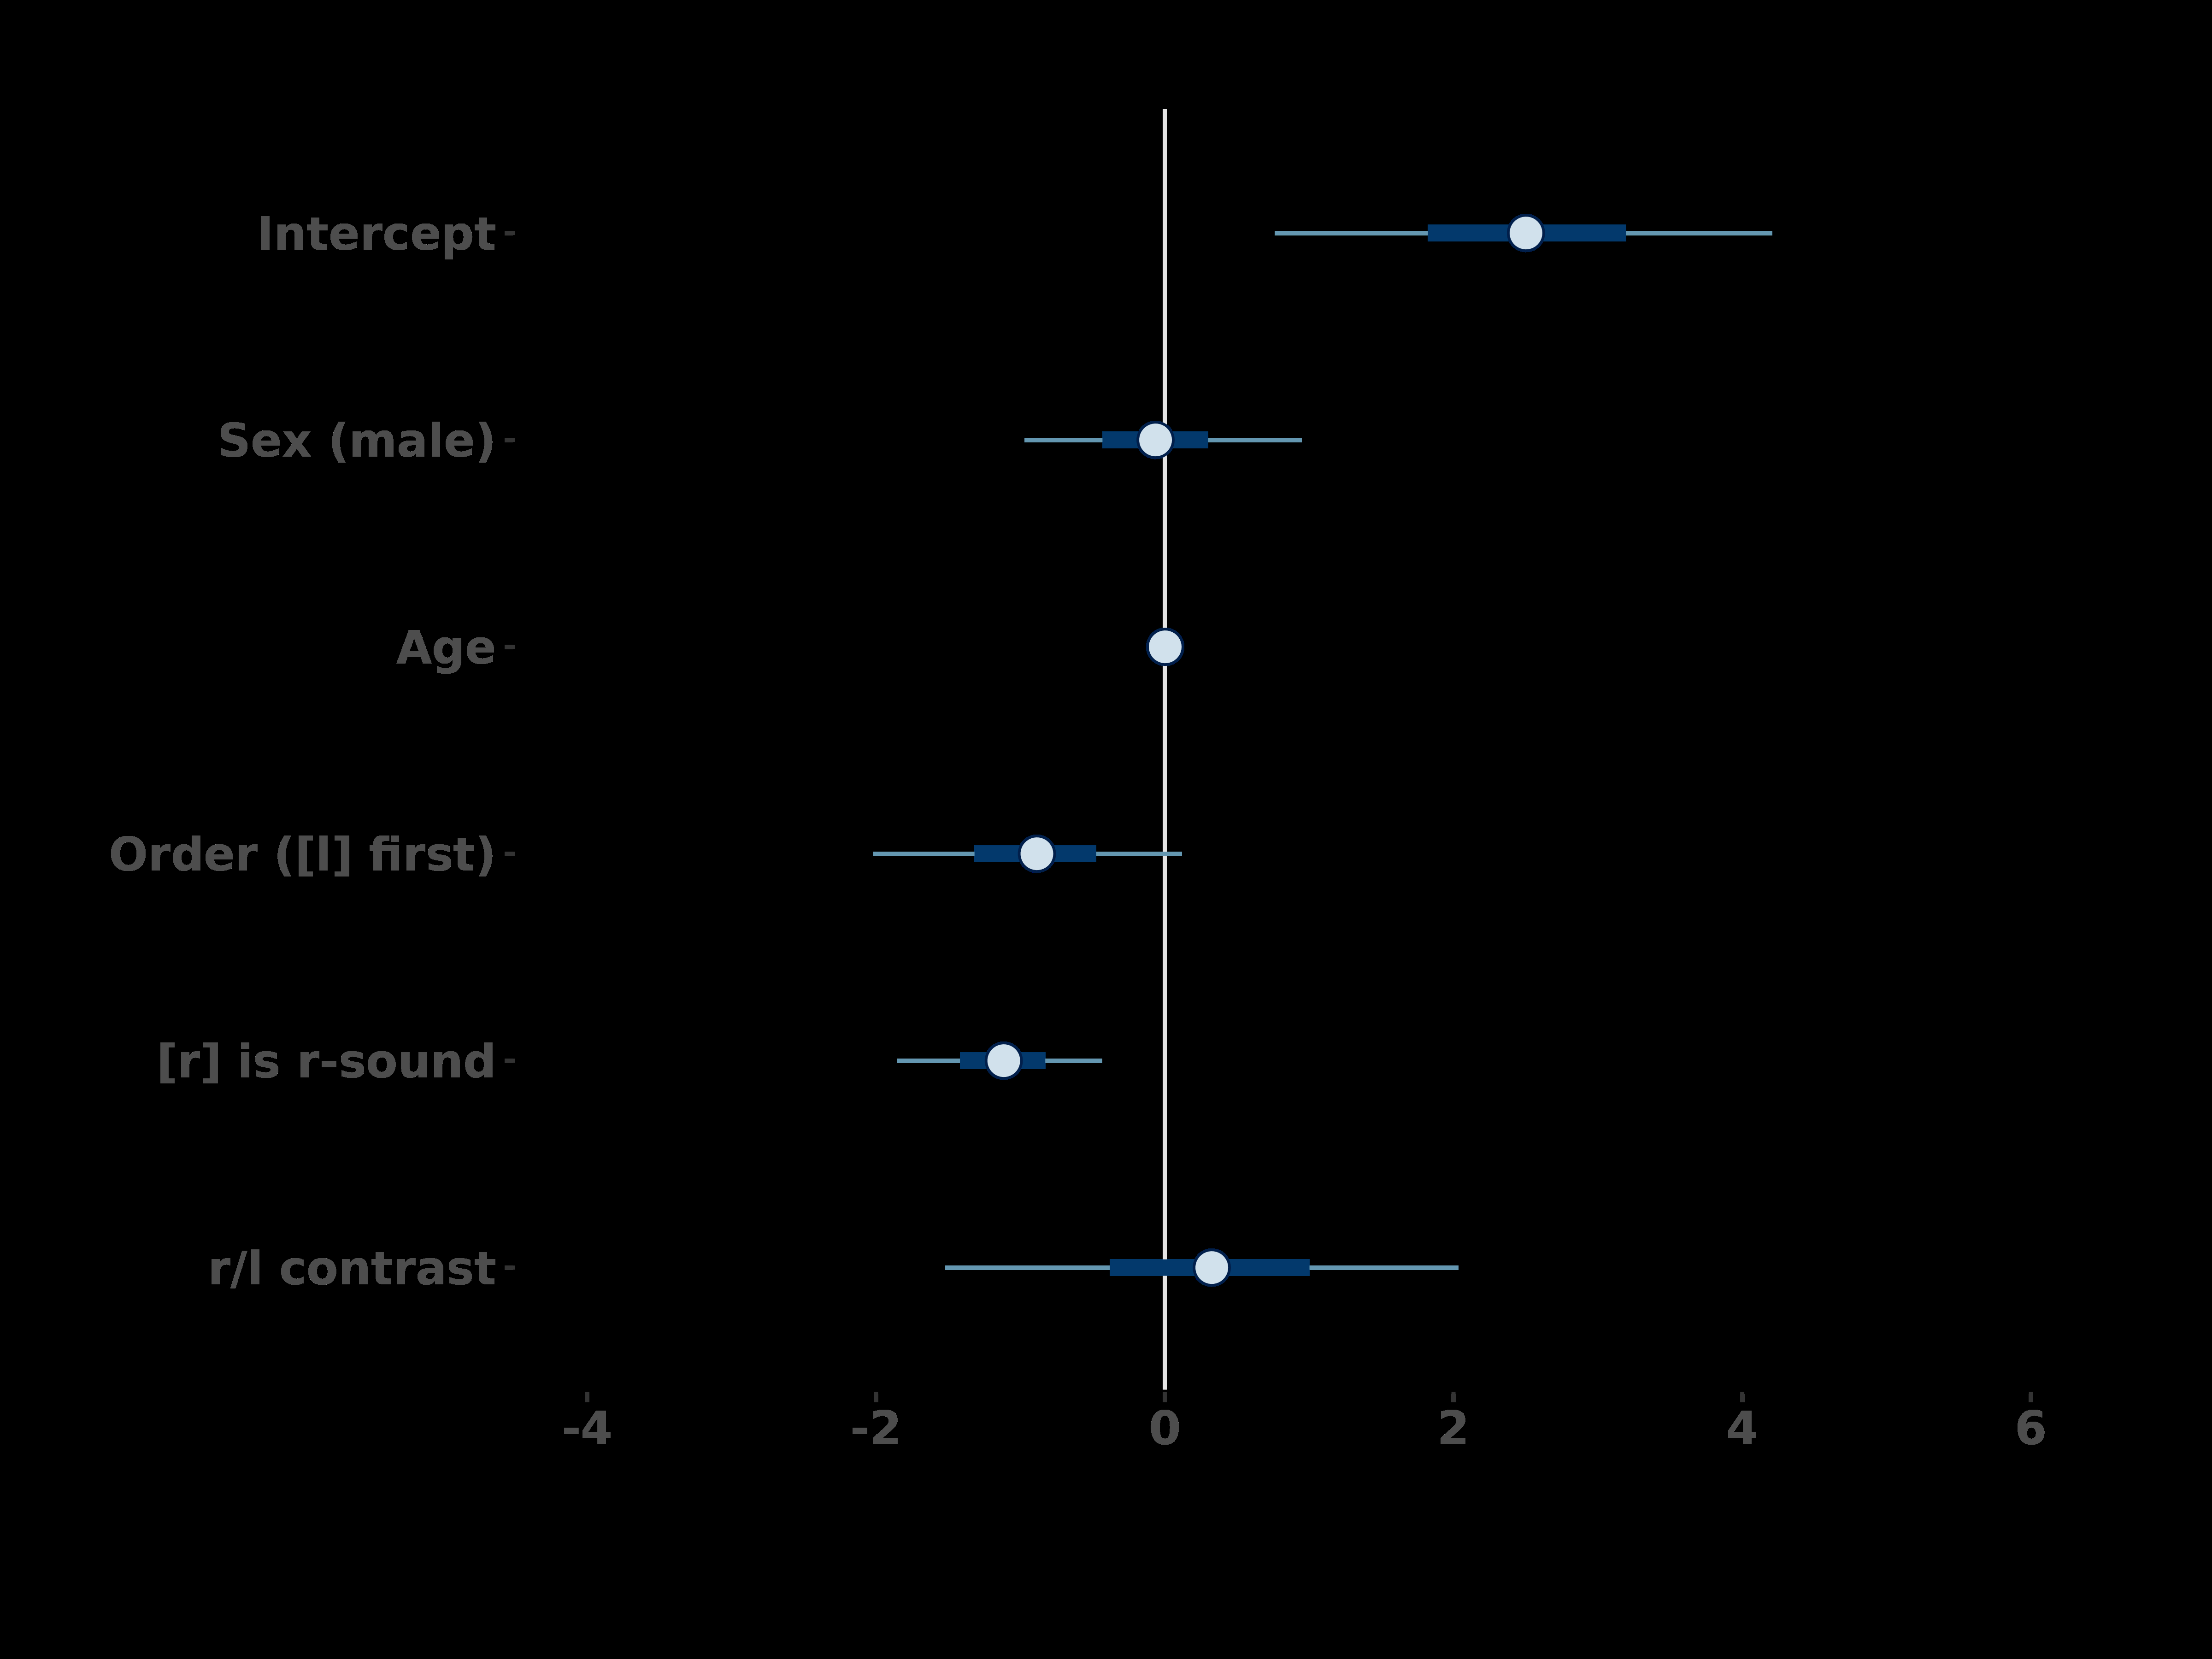 Intercept
Sex (male)
Age
Order ([l] first)
[r] is r-sound
r/l contrast
-4 -2 0 2 4 6